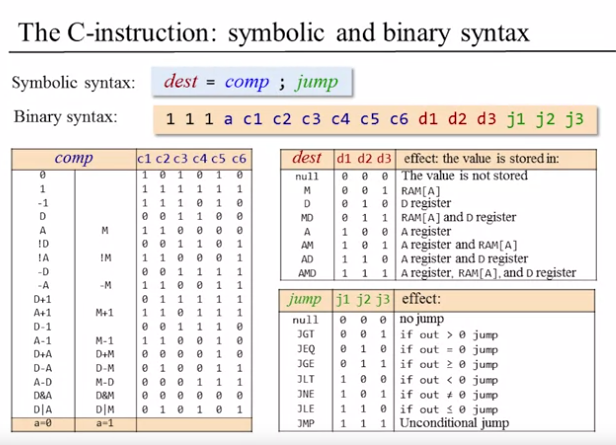 The C-instruction: symbolic and binary syntax
Symbolic syntax: dest = comp ; jump
Binary syntax: 1 1 1 a c1 c2 c3 c4 c5 c6 d1 d2 d3 j1 j2 j3
comp c1 c2 c3 c4 c5 c6
0 1 0 1 0 1 0
1 1 1 1 1 1 1
-1 1 1 1 0 1 0
D 0 0 1 1 0 0
A M 1 1 0 0 0 0
!D 0 0 1 1 0 1
!A !M 1 1 0 0 0 1
-D 0 0 1 1 1 1
-A -M 1 1 0 0 1 1
D+1 0 1 1 1 1 1
A+1 M+1 1 1 0 1 1 1
D-1 0 0 1 1 1 0
A-1 M-1 1 1 0 0 1 0
D+A D+M 0 0 0 0 1 0
D-A D-M 0 1 0 0 1 1
A-D M-D 0 0 0 1 1 1
D&A D&M 0 0 0 0 0 0
D|A D|M 0 1 0 1 0 1
a=0 a=1
dest d1 d2 d3 effect: the value is stored in:
null 0 0 0 The value is not stored
M 0 0 1 RAM[A]
D 0 1 0 D register
MD 0 1 1 RAM[A] and D register
A 1 0 0 A register
AM 1 0 1 A register and RAM[A]
AD 1 1 0 A register and D register
AMD 1 1 1 A register, RAM[A], and D register
jump j1 j2 j3 effect:
null 0 0 0 no jump
JGT 0 0 1 if out > 0 jump
JEQ 0 1 0 if out = 0 jump
JGE 0 1 1 if out ≥ 0 jump
JLT 1 0 0 if out < 0 jump
JNE 1 0 1 if out ≠ 0 jump
JLE 1 1 0 if out ≤ 0 jump
JMP 1 1 1 Unconditional jump